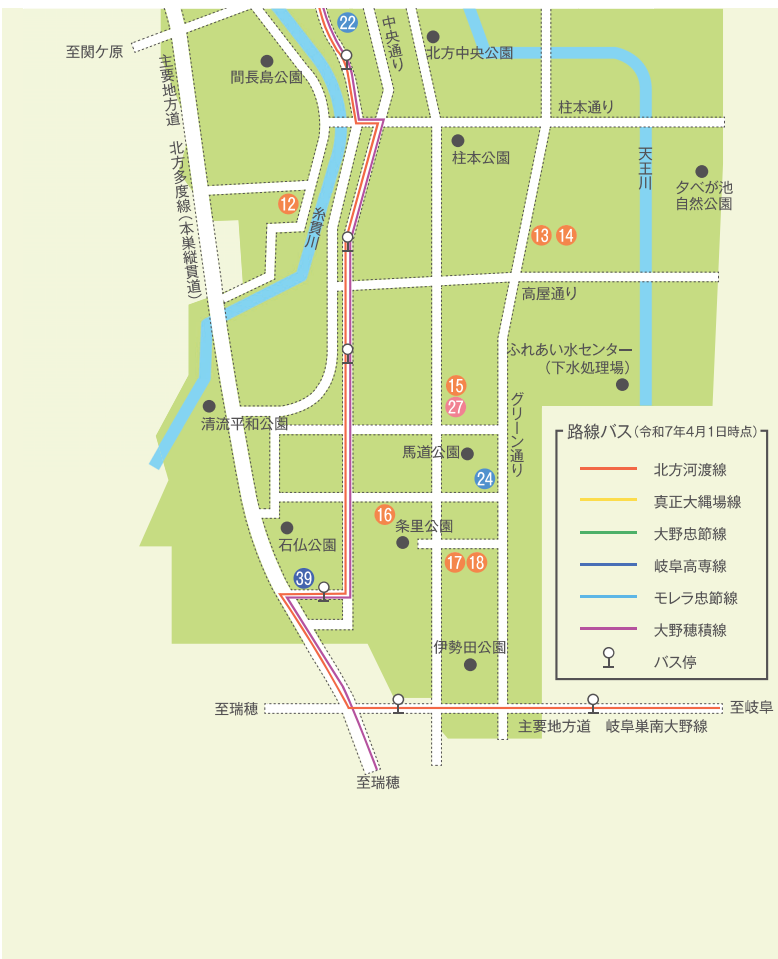 22
中央通り
至関ケ原
北方中央公園
主要地方道　北方多度線(本巣縦貫道)
間長島公園
柱本通り
柱本公園
天王川
夕べが池
自然公園
12
糸貫川
13 14
高屋通り
ふれあい水センター
(下水処理場)
15
27
グリーン通り
清流平和公園
馬道公園
24
16
条里公園
石仏公園
17 18
39
伊勢田公園
路線バス(令和7年4月1日時点)
北方河渡線
真正大縄場線
大野忠節線
岐阜高専線
モレラ忠節線
大野穂積線
バス停
至瑞穂
至岐阜
主要地方道　岐阜巣南大野線
至瑞穂